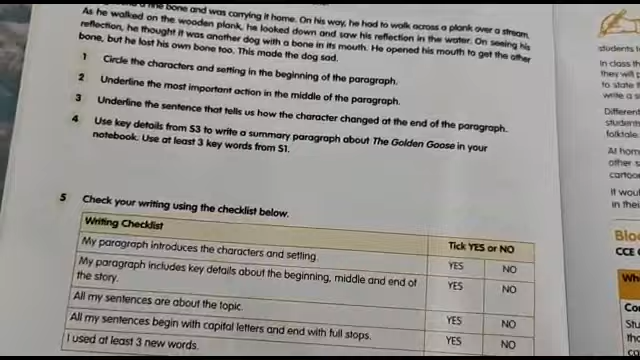 a fine bone and was carrying it home. On his way, he had to walk across a plank over a stream.
As he walked on the wooden plank, he looked down and saw his reflection in the water. On seeing his
reflection, he thought it was another dog with a bone in its mouth. He opened his mouth to get the other
bone, but he lost his own bone too. This made the dog sad.
1 Circle the characters and setting in the beginning of the paragraph.
2 Underline the most important action in the middle of the paragraph.
3 Underline the sentence that tells us how the character changed at the end of the paragraph.
4 Use key details from S3 to write a summary paragraph about The Golden Goose in your
notebook. Use at least 3 key words from S1.
5 Check your writing using the checklist below.
Writing Checklist Tick YES or NO
My paragraph introduces the characters and setting. YES NO
My paragraph includes key details about the beginning, middle and end of
the story. YES NO
All my sentences are about the topic. YES NO
All my sentences begin with capital letters and end with full stops. YES NO
I used at least 3 new words.
students
In class
they will
to state
write a
Different
students
folktale
At hom
other
cartoo
It wou
in thei
Bloo
CCE
Wh
Co
Stu
the